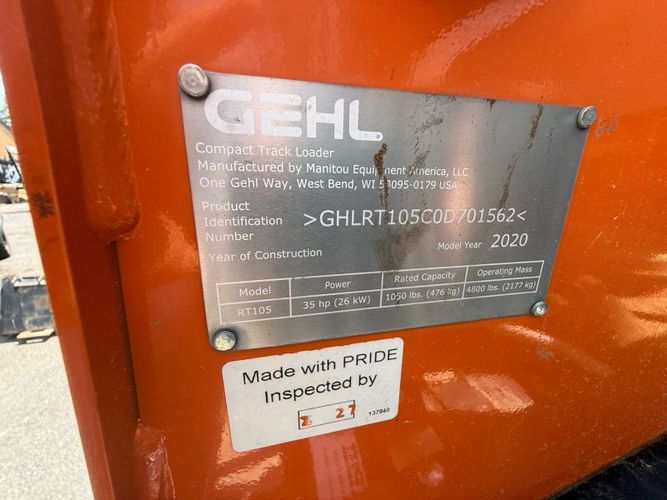 GEHL
Compact Track Loader
Manufactured by Manitou Equipment America, LLC
One Gehl Way, West Bend, WI 53095-0179 USA
Product
Identification >GHLRT105C0D701562<
Number
Model Year 2020
Year of Construction
Model Power Rated Capacity Operating Mass
RT105 35 hp (26 kW) 1050 lbs. (476 kg) 4800 lbs. (2177 kg)
Made with PRIDE
Inspected by
27
137840